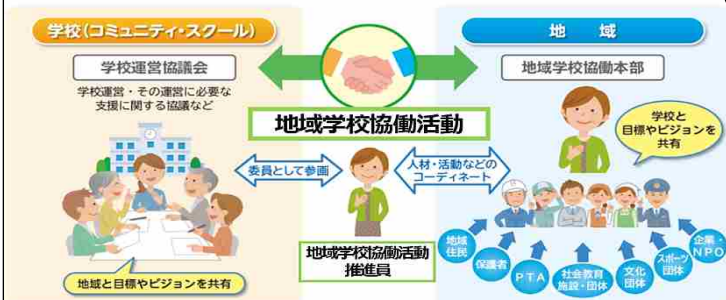 学校(コミュニティ・スクール)
学校運営協議会
学校運営・その運営に必要な
支援に関する協議など
地域と目標やビジョンを共有
地域学校協働活動
委員として参画
人材・活動などの
コーディネート
地域学校協働活動
推進員
地　域
地域学校協働本部
学校と
目標やビジョンを
共有
地域
住民
保護者
PTA
社会教育
施設・団体
文化
団体
スポーツ
団体
企業・
NPO